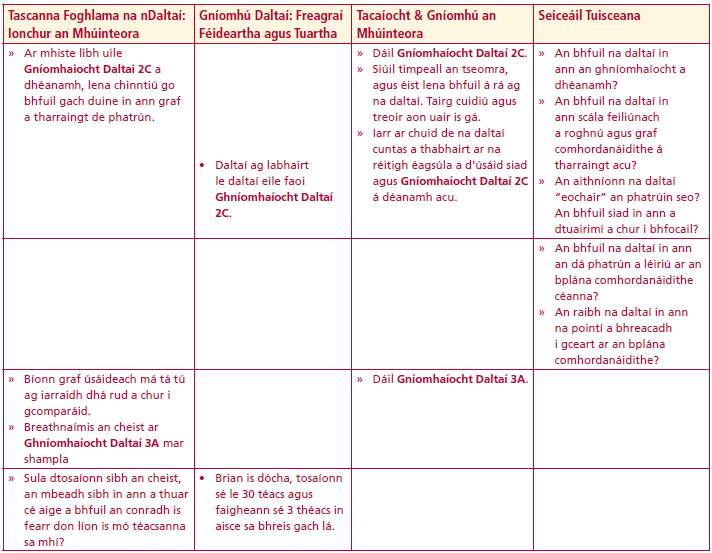 Tascanna Foghlama na nDaltaí:
Ionchur an Mhúinteora
Gníomhú Daltaí: Freagraí
Féideartha agus Tuartha
Tacaíocht & Gníomhú an
Mhúinteora
Seiceáil Tuisceana
» Ar mhiste libh uile
Gníomhaiocht Daltai 2C a
dhéanamh, lena chinntiú go
bhfuil gach duine in ann graf
a tharraingt de phatrún.
• Daltaí ag labhairt
le daltaí eile faoi
Ghníomhaíocht Daltaí
2C.
» Dáil Gníomhaíocht Daltaí 2C.
» Siúil timpeall an tseomra,
agus éist lena bhfuil á rá ag
na daltaí. Tairg cuidiú agus
treoir aon uair is gá.
» Iarr ar chuid de na daltaí
cuntas a thabhairt ar na
réitigh éagsúla a d'úsáid siad
agus Gníomhaíocht Daltaí 2C
á déanamh acu.
» An bhfuil na daltaí in
ann an ghníomhaíocht a
dhéanamh?
» An bhfuil na daltaí in
ann scála feiliúnach
a roghnú agus graf
comhordanáidithe á
tharraingt acu?
» An aithníonn na daltaí
“eochair” an phatrúin seo?
An bhfuil siad in ann a
dtuairimí a chur i bhfocail?
» An bhfuil na daltaí in ann
an dá phatrún a léiriú ar an
bplána comhordanáidithe
céanna?
» An raibh na daltaí in ann
na pointí a bhreacadh
i gceart ar an bplána
comhordanáidithe?
» Bíonn graf úsáideach má tá tú
ag iarraidh dhá rud a chur i
gcomparáid.
» Breathnaímis an cheist ar
Ghníomhaíocht Daltaí 3A mar
shampla
» Dáil Gníomhaíocht Daltaí 3A.
» Sula dtosaíonn sibh an cheist,
an mbeadh sibh in ann a thuar
cé aige a bhfuil an conradh is
fearr don líon is mó téacsanna
sa mhí?
• Brian is dócha, tosaíonn
sé le 30 téacs agus
faigheann sé 3 théacs in
aisce sa bhreis gach lá.